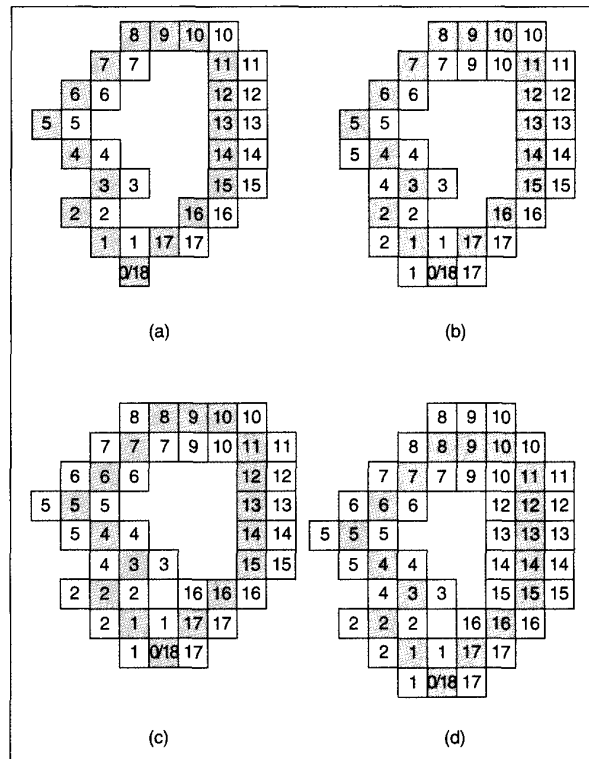 8 9 10 10
7 7 11 11
6 6 12 12
5 5 13 13
4 4 14 14
3 3 15 15
2 2 16 16
1 1 17 17
0/18
(a)
8 9 10 10
7 7 9 10 11 11
6 6 12 12
5 5 13 13
5 4 4 14 14
4 3 3 15 15
2 2 16 16
2 1 1 17 17
1 0/18 17
(b)
8 8 9 10 10
7 7 7 9 10 11 11
6 6 6 12 12
5 5 5 13 13
5 4 4 14 14
4 3 3 15 15
2 2 2 16 16 16
2 1 1 17 17
1 0/18 17
(c)
8 9 10
8 8 9 10 10
7 7 7 9 10 11 11
6 6 6 12 12 12
5 5 5 13 13 13
5 4 4 14 14 14
4 3 3 15 15 15
2 2 2 16 16 16
2 1 1 17 17
1 0/18 17
(d)